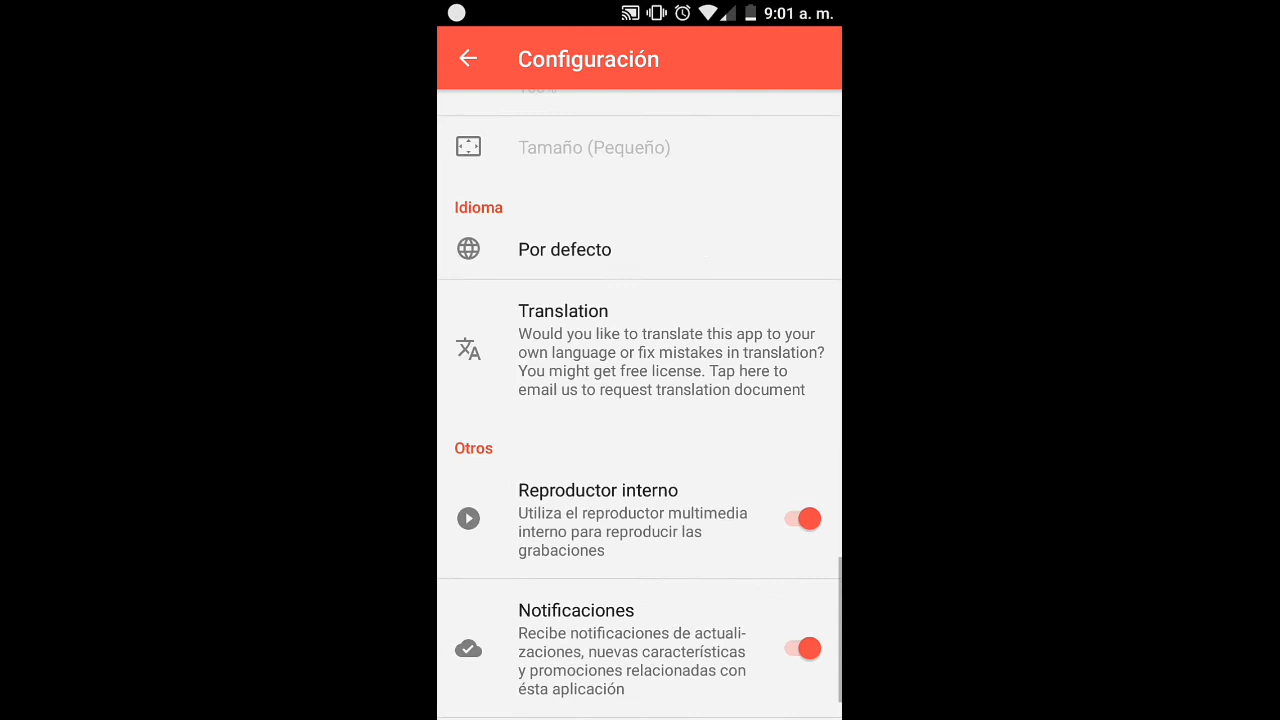 9:01 a. m.
Configuración
Tamaño (Pequeño)
Idioma
Por defecto
Translation
Would you like to translate this app to your
own language or fix mistakes in translation?
You might get free license. Tap here to
email us to request translation document
Otros
Reproductor interno
Utiliza el reproductor multimedia
interno para reproducir las
grabaciones
Notificaciones
Recibe notificaciones de actuali-
zaciones, nuevas características
y promociones relacionadas con
ésta aplicación